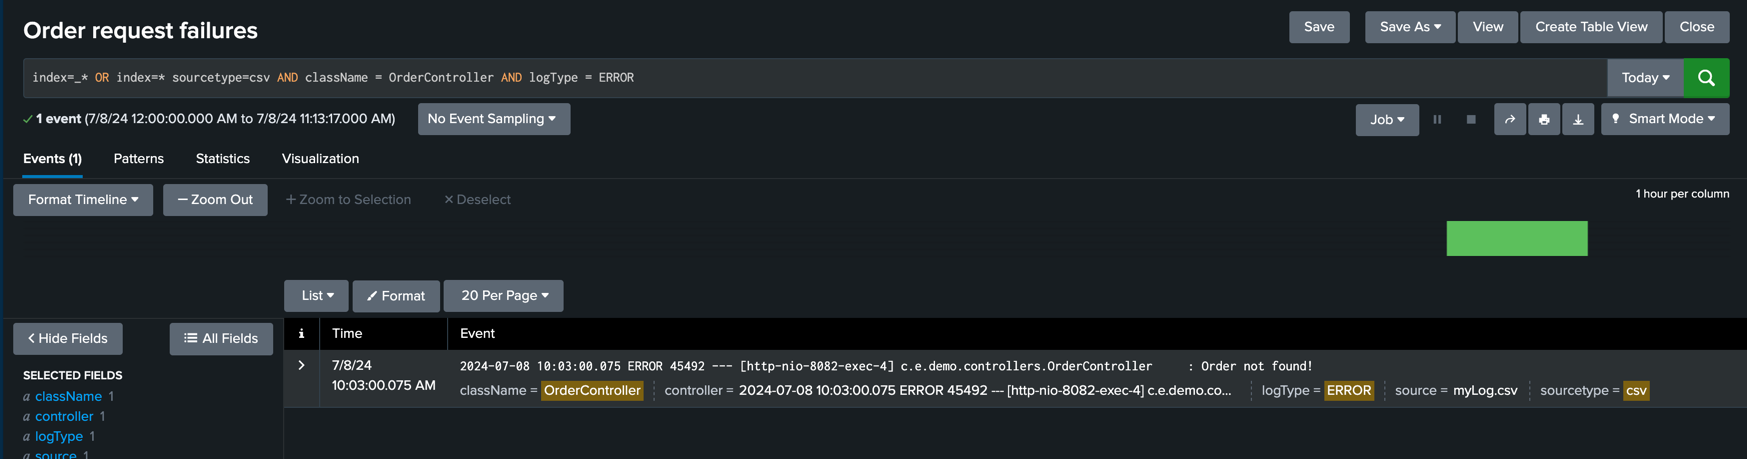 Order request failures
Save
Save As
View
Create Table View
Close
index=_* OR index=* sourcetype=csv AND className = OrderController AND logType = ERROR
Today
1 event (7/8/24 12:00:00.000 AM to 7/8/24 11:13:17.000 AM)
No Event Sampling
Job
Smart Mode
Events (1)
Patterns
Statistics
Visualization
Format Timeline
— Zoom Out
+ Zoom to Selection
× Deselect
1 hour per column
List
Format
20 Per Page
< Hide Fields
All Fields
i
Time
Event
SELECTED FIELDS
a className 1
a controller 1
a logType 1
a source 1
>
7/8/24
10:03:00.075 AM
2024-07-08 10:03:00.075 ERROR 45492 --- [http-nio-8082-exec-4] c.e.demo.controllers.OrderController : Order not found!
className = OrderController
controller = 2024-07-08 10:03:00.075 ERROR 45492 --- [http-nio-8082-exec-4] c.e.demo.co...
logType = ERROR
source = myLog.csv
sourcetype = csv